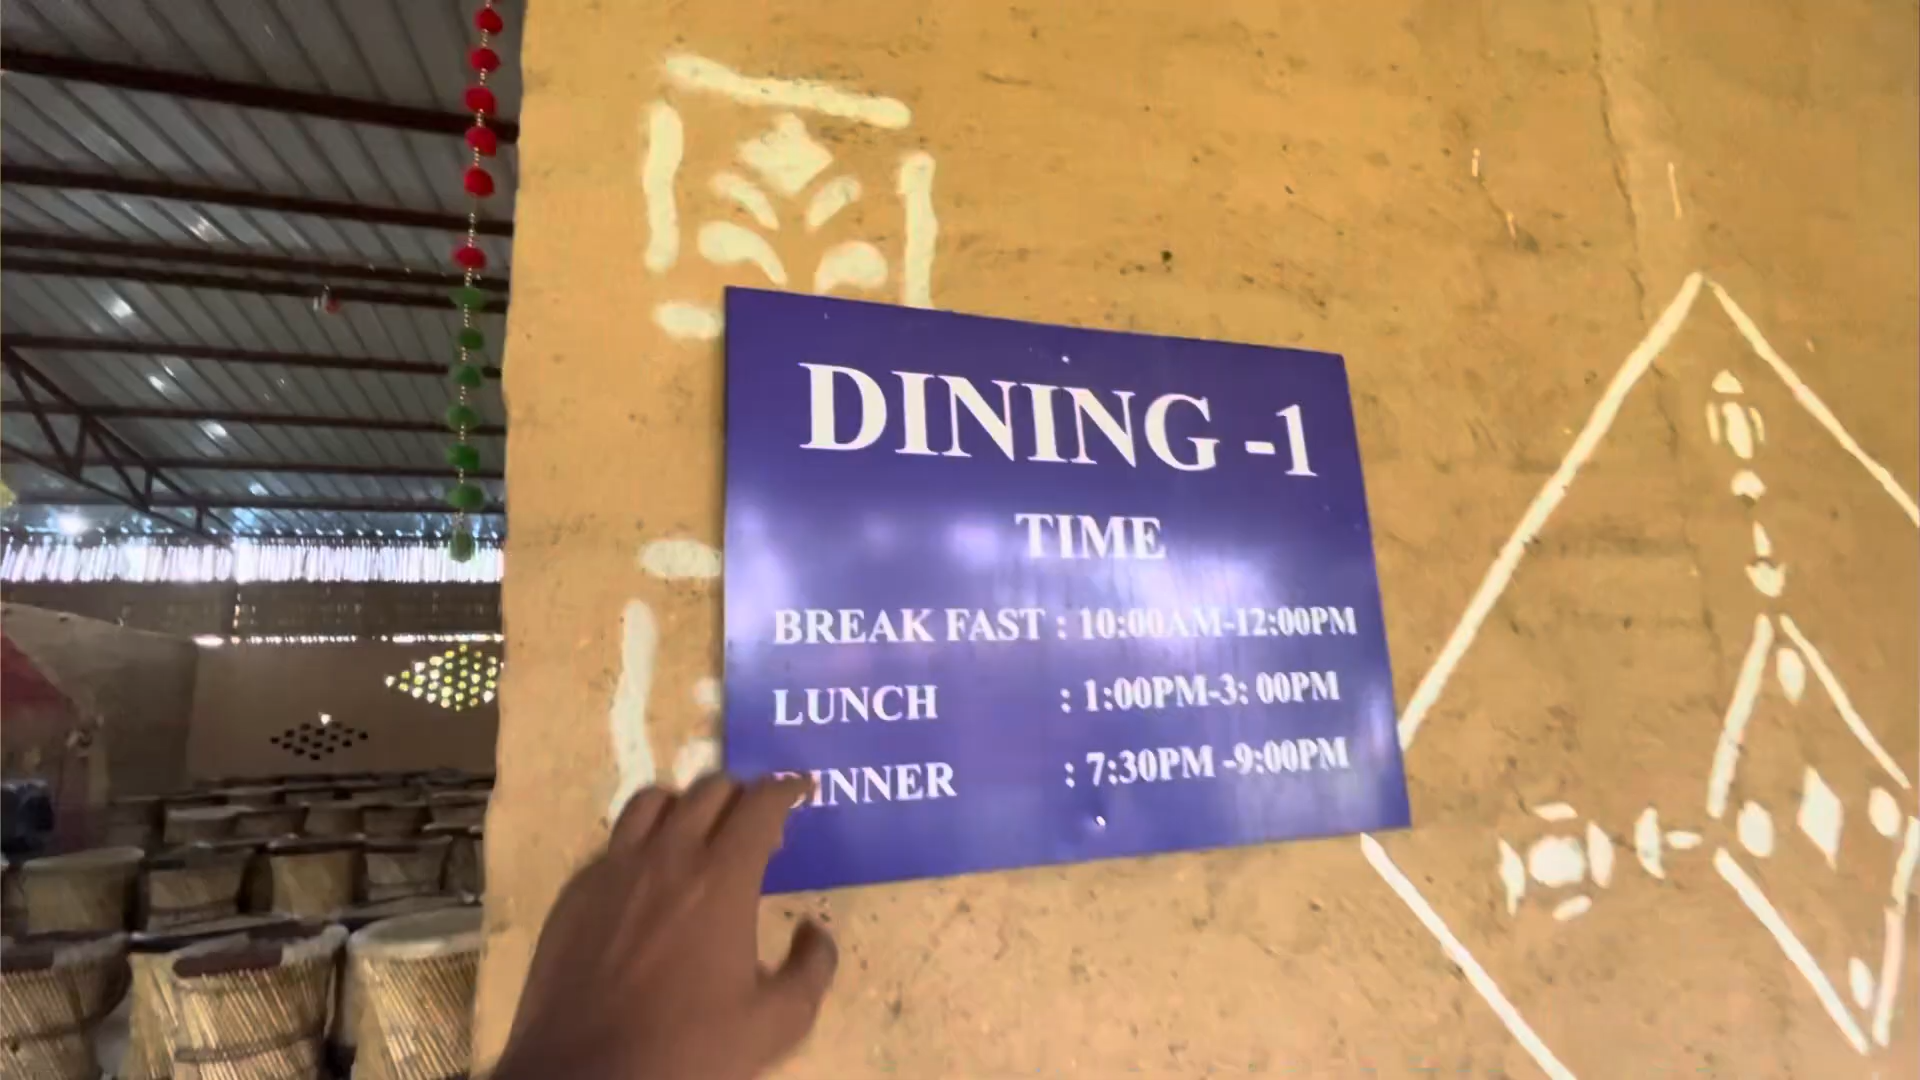 DINING -1
TIME
BREAK FAST : 10:00AM-12:00PM
LUNCH : 1:00PM-3: 00PM
DINNER : 7:30PM -9:00PM